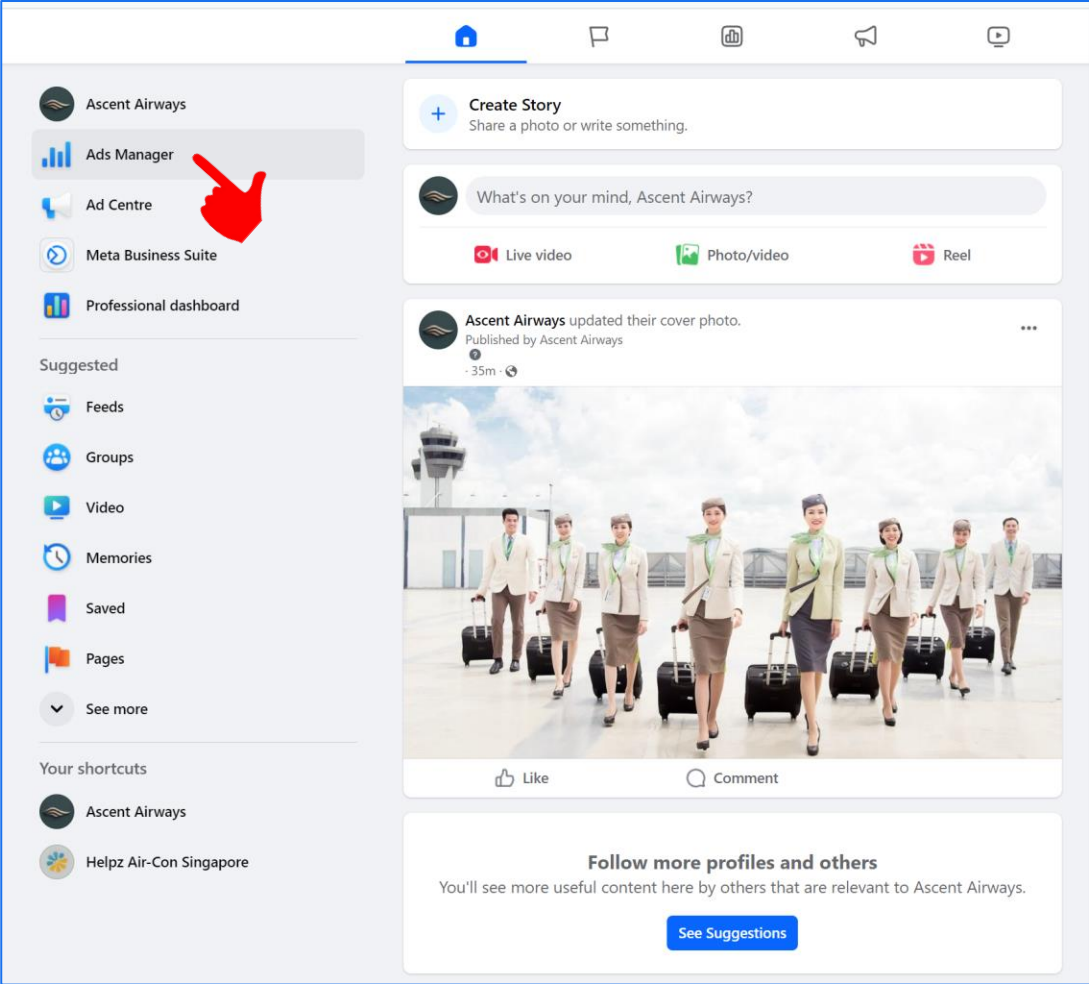 Ascent Airways
Ads Manager
Ad Centre
Meta Business Suite
Professional dashboard
Suggested
Feeds
Groups
Video
Memories
Saved
Pages
See more
Your shortcuts
Ascent Airways
Helpz Air-Con Singapore
Create Story
Share a photo or write something.
What's on your mind, Ascent Airways?
Live video
Photo/video
Reel
Ascent Airways updated their cover photo.
Published by Ascent Airways
· 35m ·
Like
Comment
Follow more profiles and others
You'll see more useful content here by others that are relevant to Ascent Airways.
See Suggestions